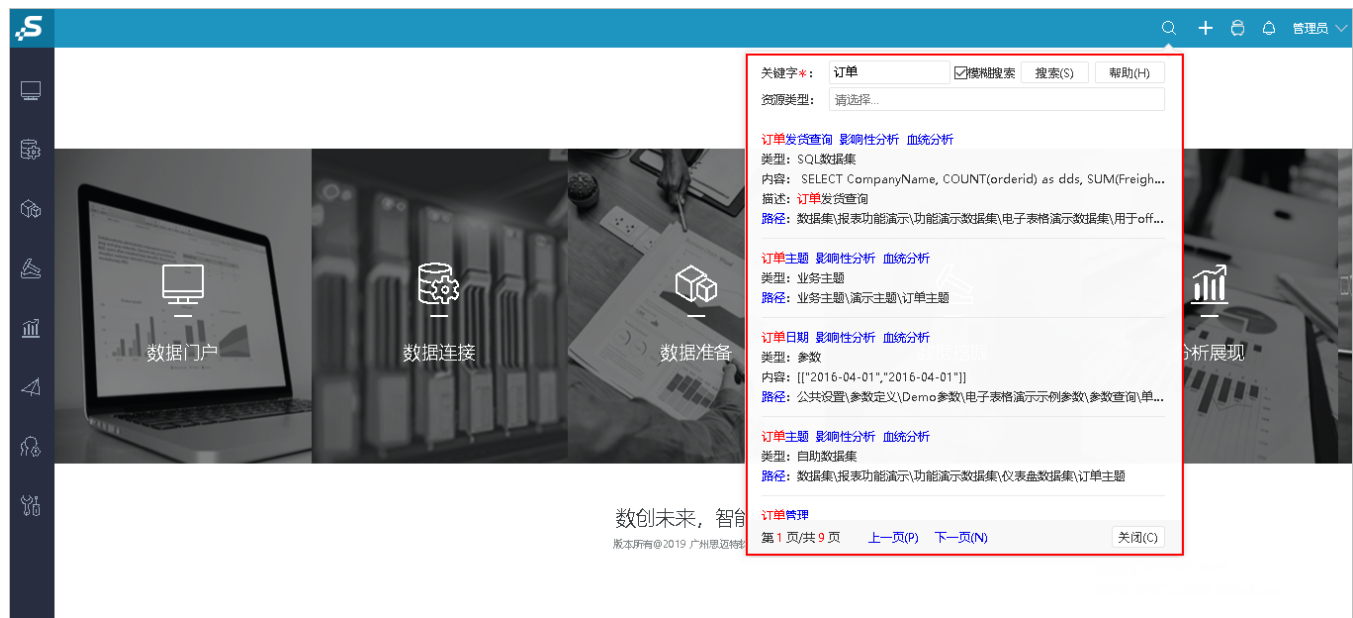 管理员
关键字*： 订单 模糊搜索 搜索(S) 帮助(H)
资源类型： 请选择...
订单发货查询 影响性分析 血统分析
类型：SQL数据集
内容： SELECT CompanyName, COUNT(orderid) as dds, SUM(Freigh...
描述：订单发货查询
路径：数据集\报表功能演示\功能演示数据集\电子表格演示数据集\用于off...
订单主题 影响性分析 血统分析
类型：业务主题
路径：业务主题\演示主题\订单主题
订单日期 影响性分析 血统分析
类型：参数
内容：[["2016-04-01","2016-04-01"]]
路径：公共设置\参数定义\Demo参数\电子表格演示示例参数\参数查询\单...
订单主题 影响性分析 血统分析
类型：自助数据集
路径：数据集\报表功能演示\功能演示数据集\仪表盘数据集\订单主题
订单管理
第1页/共9页 上一页(P) 下一页(N) 关闭(C)
数据门户 数据连接 数据准备 分析展现
数创未来，智能
版本所有@2019 广州思迈特软